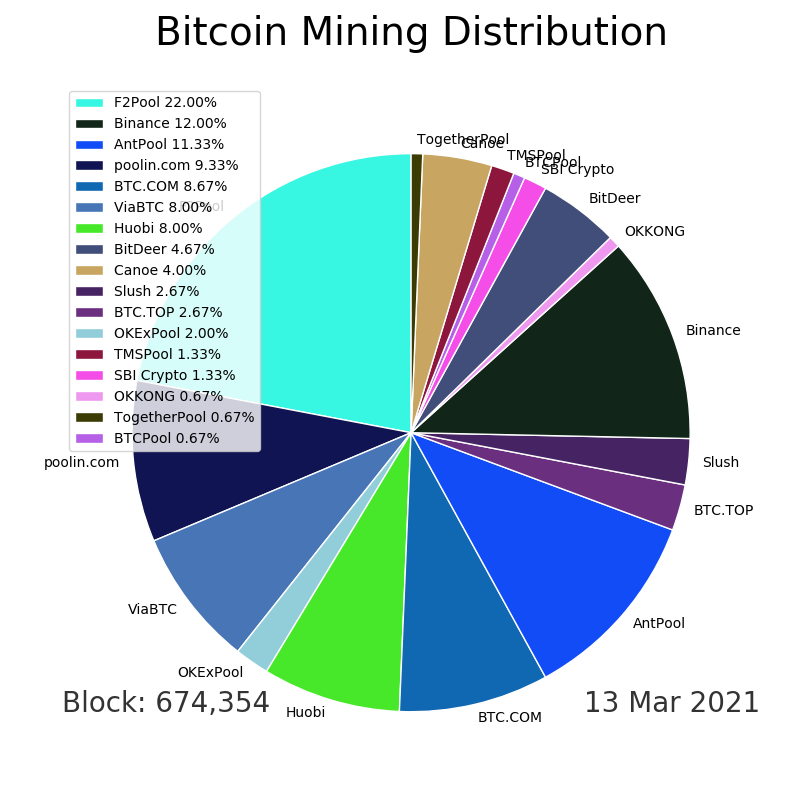 Bitcoin Mining Distribution
F2Pool 22.00%
Binance 12.00%
AntPool 11.33%
poolin.com 9.33%
BTC.COM 8.67%
ViaBTC 8.00%
Huobi 8.00%
BitDeer 4.67%
Canoe 4.00%
Slush 2.67%
BTC.TOP 2.67%
OKExPool 2.00%
TMSPool 1.33%
SBI Crypto 1.33%
OKKONG 0.67%
TogetherPool 0.67%
BTCPool 0.67%
TogetherPool
Canoe
TMSPool
BTCPool
SBI Crypto
BitDeer
OKKONG
Binance
Slush
BTC.TOP
AntPool
BTC.COM
Huobi
OKExPool
ViaBTC
poolin.com
F2Pool
Block: 674,354
13 Mar 2021